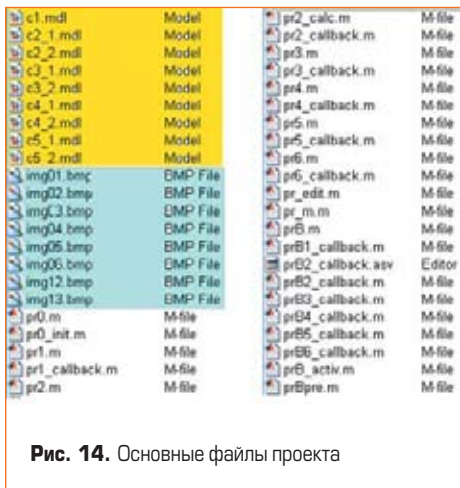 c1.mdl Model
c2_1.mdl Model
c2_2.mdl Model
c3_1.mdl Model
c3_2.mdl Model
c4_1.mdl Model
c4_2.mdl Model
c5_1.mdl Model
c5_2.mdl Model
img01.bmp BMP File
img02.bmp BMP File
img03.bmp BMP File
img04.bmp BMP File
img05.bmp BMP File
img06.bmp BMP File
img12.bmp BMP File
img13.bmp BMP File
pr0.m M-file
pr0_init.m M-file
pr1.m M-file
pr1_callback.m M-file
pr2.m M-file
pr2_calc.m M-file
pr2_callback.m M-file
pr3.m M-file
pr3_callback.m M-file
pr4.m M-file
pr4_callback.m M-file
pr5.m M-file
pr5_callback.m M-file
pr6.m M-file
pr6_callback.m M-file
pr_edit.m M-file
pr_m.m M-file
prB.m M-file
prB1_callback.m M-file
prB2_callback.asv Editor
prB2_callback.m M-file
prB3_callback.m M-file
prB4_callback.m M-file
prB5_callback.m M-file
prB6_callback.m M-file
prB_activ.m M-file
prBpre.m M-file
Рис. 14. Основные файлы проекта